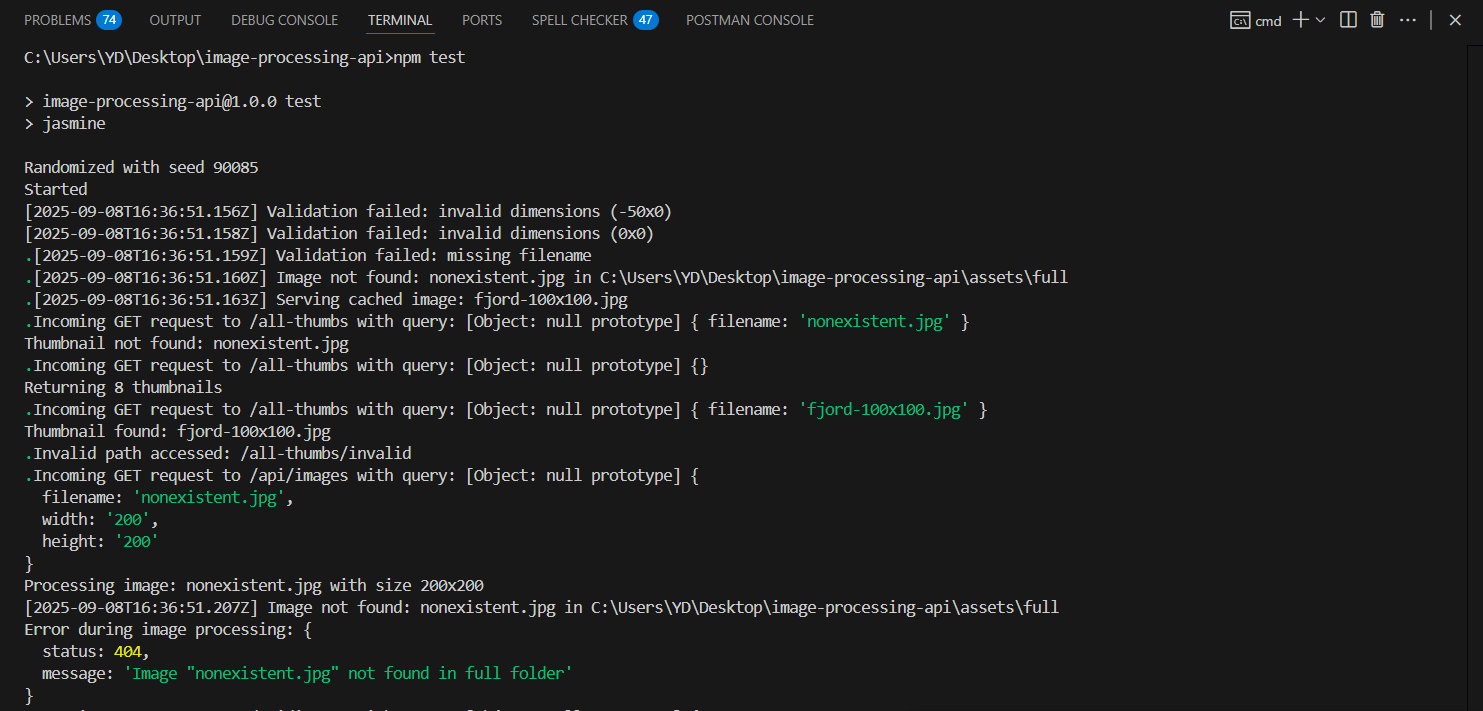 PROBLEMS 74 OUTPUT DEBUG CONSOLE TERMINAL PORTS SPELL CHECKER 47 POSTMAN CONSOLE cmd
C:\Users\YD\Desktop\image-processing-api>npm test
> image-processing-api@1.0.0 test
> jasmine
Randomized with seed 90085
Started
[2025-09-08T16:36:51.156Z] Validation failed: invalid dimensions (-50x0)
[2025-09-08T16:36:51.158Z] Validation failed: invalid dimensions (0x0)
.[2025-09-08T16:36:51.159Z] Validation failed: missing filename
.[2025-09-08T16:36:51.160Z] Image not found: nonexistent.jpg in C:\Users\YD\Desktop\image-processing-api\assets\full
.[2025-09-08T16:36:51.163Z] Serving cached image: fjord-100x100.jpg
.Incoming GET request to /all-thumbs with query: [Object: null prototype] { filename: 'nonexistent.jpg' }
Thumbnail not found: nonexistent.jpg
.Incoming GET request to /all-thumbs with query: [Object: null prototype] {}
Returning 8 thumbnails
.Incoming GET request to /all-thumbs with query: [Object: null prototype] { filename: 'fjord-100x100.jpg' }
Thumbnail found: fjord-100x100.jpg
.Invalid path accessed: /all-thumbs/invalid
.Incoming GET request to /api/images with query: [Object: null prototype] {
  filename: 'nonexistent.jpg',
  width: '200',
  height: '200'
}
Processing image: nonexistent.jpg with size 200x200
[2025-09-08T16:36:51.207Z] Image not found: nonexistent.jpg in C:\Users\YD\Desktop\image-processing-api\assets\full
Error during image processing: {
  status: 404,
  message: 'Image "nonexistent.jpg" not found in full folder'
}